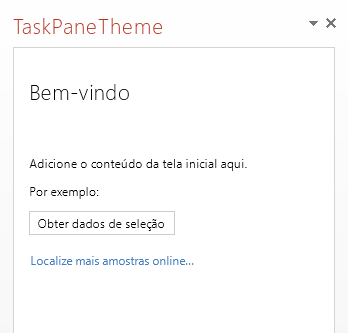 TaskPaneTheme
Bem-vindo
Adicione o conteúdo da tela inicial aqui.
Por exemplo:
Obter dados de seleção
Localize mais amostras online...